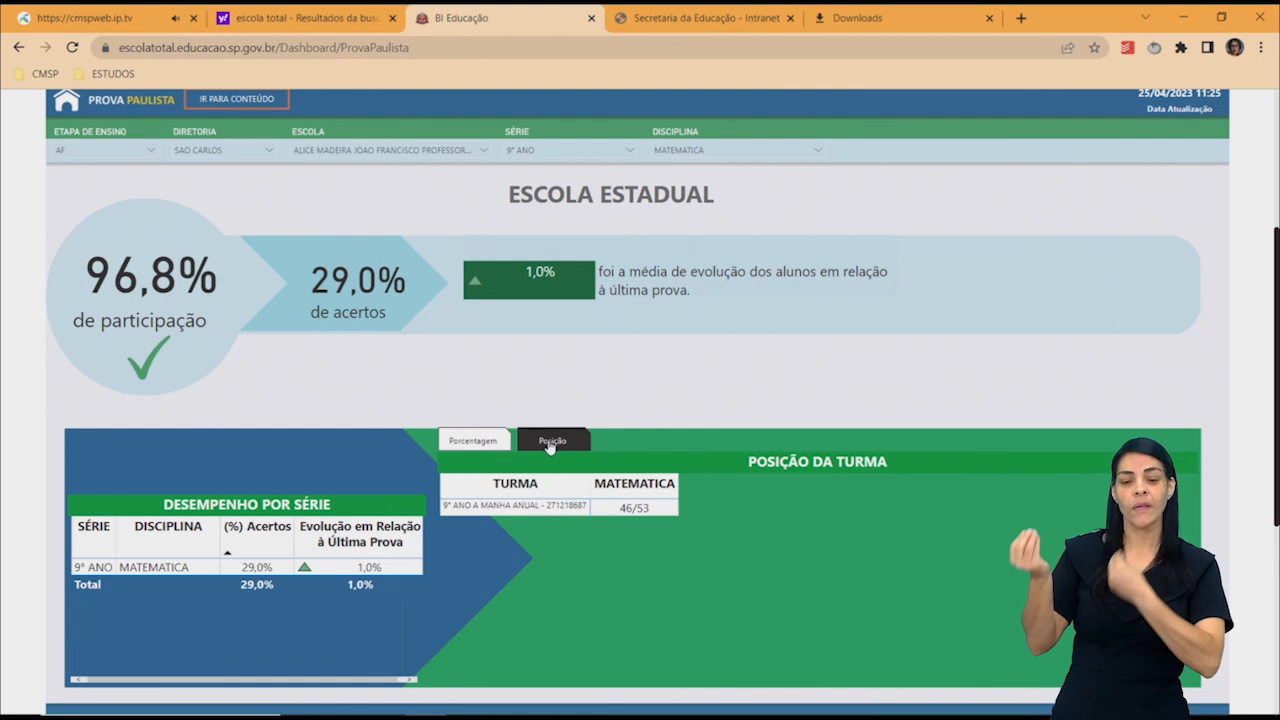 https://cmspweb.ip.tv
escola total - Resultados da bus
BI Educação
Secretaria da Educação - Intranet
Downloads
escolatotal.educacao.sp.gov.br/Dashboard/ProvaPaulista
CMSP
ESTUDOS
PROVA PAULISTA
IR PARA CONTEÚDO
25/04/2023 11:25
Data Atualização
ETAPA DE ENSINO
DIRETORIA
ESCOLA
SÉRIE
DISCIPLINA
AF
SAO CARLOS
ALICE MADEIRA JOAO FRANCISCO PROFESSOR...
9° ANO
MATEMATICA
ESCOLA ESTADUAL
96,8%
de participação
29,0%
de acertos
1,0%
foi a média de evolução dos alunos em relação
à última prova.
Porcentagem
Posição
POSIÇÃO DA TURMA
TURMA
MATEMATICA
9° ANO A MANHA ANUAL - 271218687
46/53
DESEMPENHO POR SÉRIE
SÉRIE
DISCIPLINA
(%) Acertos
Evolução em Relação
à Última Prova
9° ANO
MATEMATICA
29,0%
1,0%
Total
29,0%
1,0%